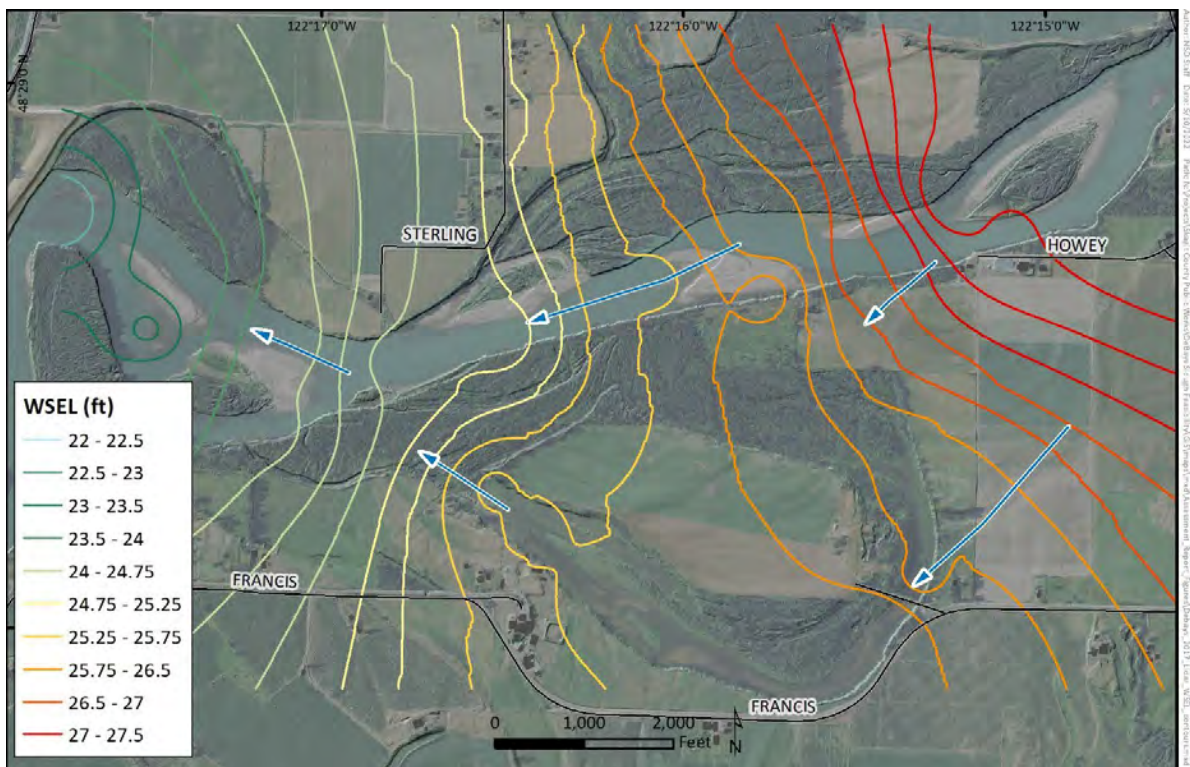 122°17'0"W
122°16'0"W
122°15'0"W
48°29'0"N
STERLING
HOWEY
WSEL (ft)
22 - 22.5
22.5 - 23
23 - 23.5
23.5 - 24
24 - 24.75
24.75 - 25.25
25.25 - 25.75
25.75 - 26.5
26.5 - 27
27 - 27.5
FRANCIS
FRANCIS
0 1,000 2,000
Feet
N
Author: NSD Staff